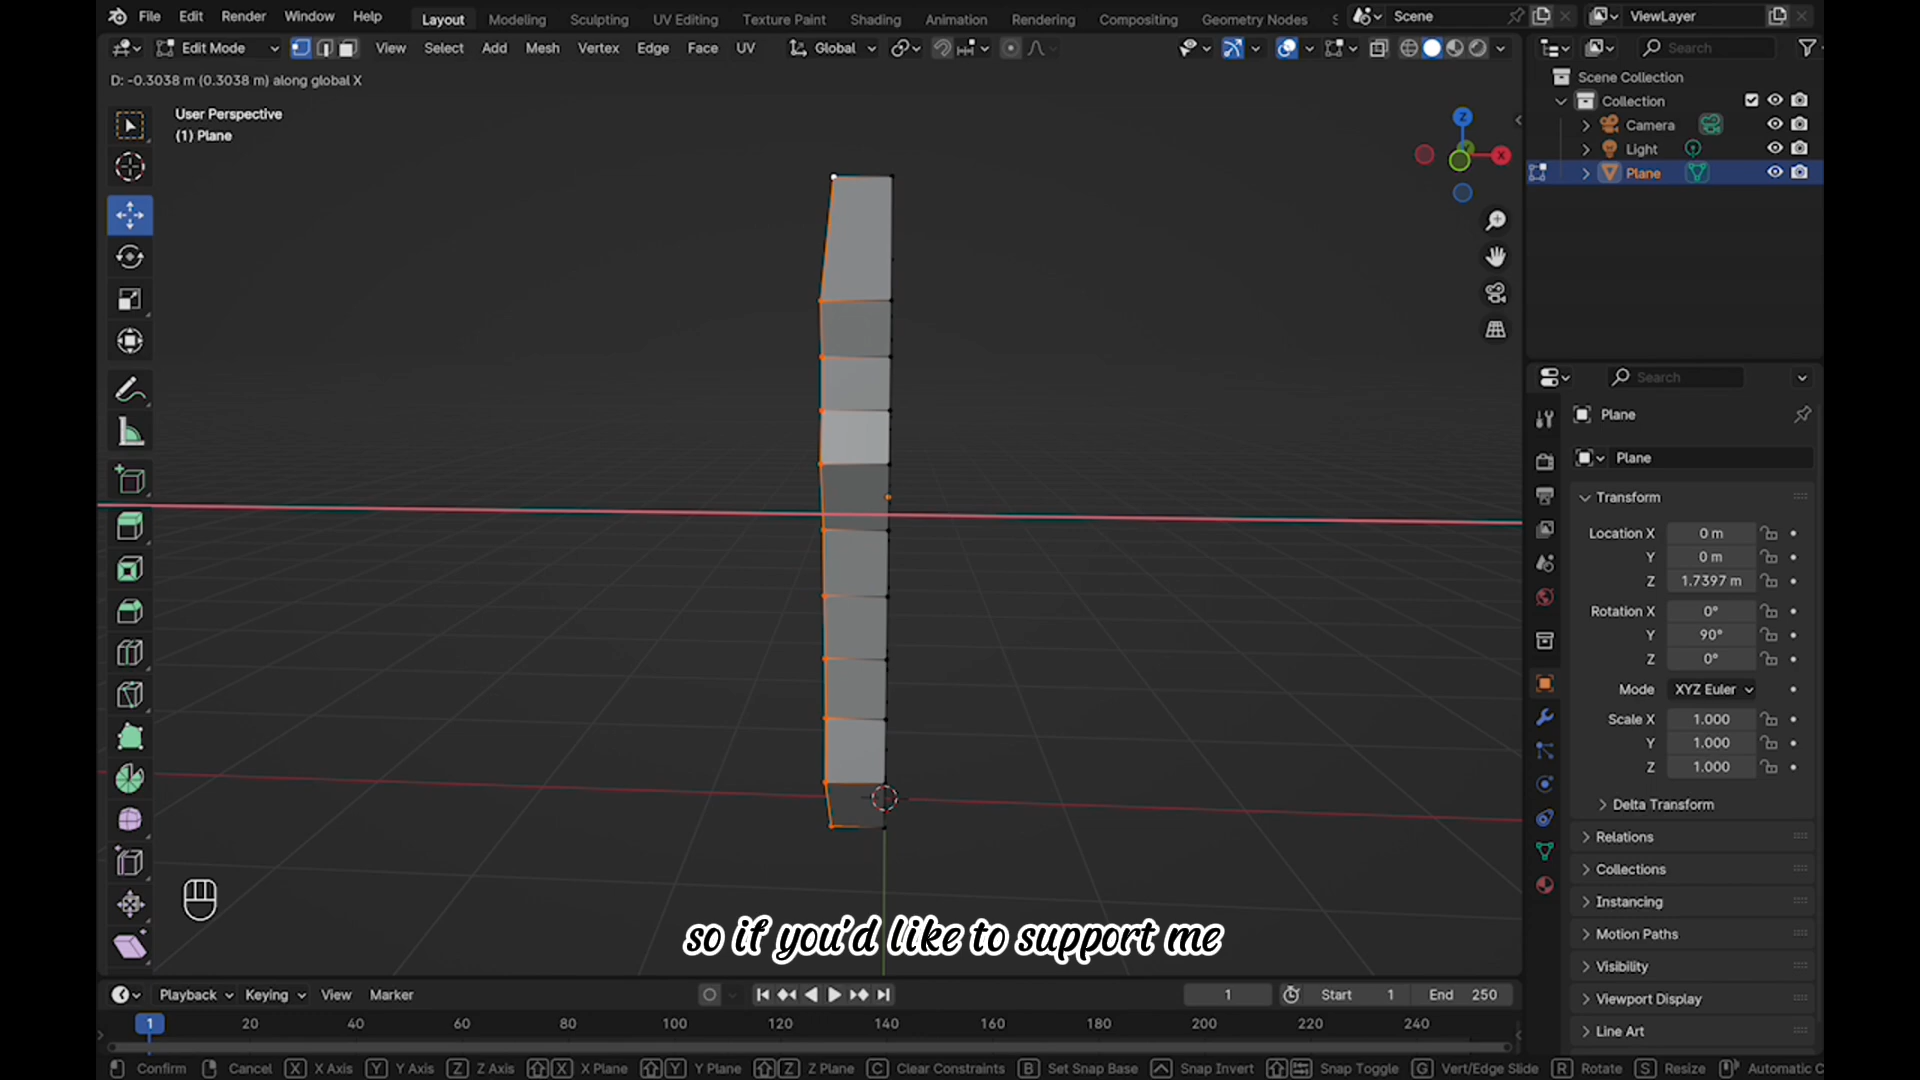 File Edit Render Window Help Layout Modeling Sculpting UV Editing Texture Paint Shading Animation Rendering Compositing Geometry Nodes S Scene ViewLayer
Edit Mode View Select Add Mesh Vertex Edge Face UV Global Search
D: -0.3038 m (0.3038 m) along global X
Scene Collection
Collection
User Perspective
(1) Plane
Camera
Light
Plane
Z
X
Search
Plane
Plane
Transform
Location X 0 m
Y 0 m
Z 1.7397 m
Rotation X 0°
Y 90°
Z 0°
Mode XYZ Euler
Scale X 1.000
Y 1.000
Z 1.000
Delta Transform
Relations
Collections
Instancing
Motion Paths
Visibility
Viewport Display
Line Art
so if you'd like to support me
Playback Keying View Marker 1 Start 1 End 250
1 20 40 60 80 100 120 140 160 180 200 220 240
Confirm Cancel X X Axis Y Y Axis Z Z Axis X X Plane Y Y Plane Z Z Plane C Clear Constraints B Set Snap Base Snap Invert Snap Toggle G Vert/Edge Slide R Rotate S Resize Automatic C